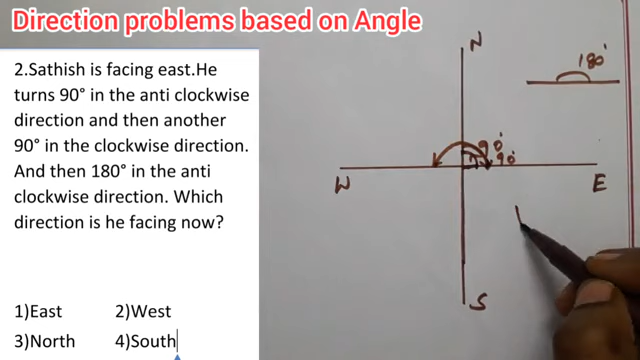 Direction problems based on Angle
2.Sathish is facing east.He
turns 90° in the anti clockwise
direction and then another
90° in the clockwise direction.
And then 180° in the anti
clockwise direction. Which
direction is he facing now?
1)East 2)West
3)North 4)South
N
180°
90°
90°
W
E
S